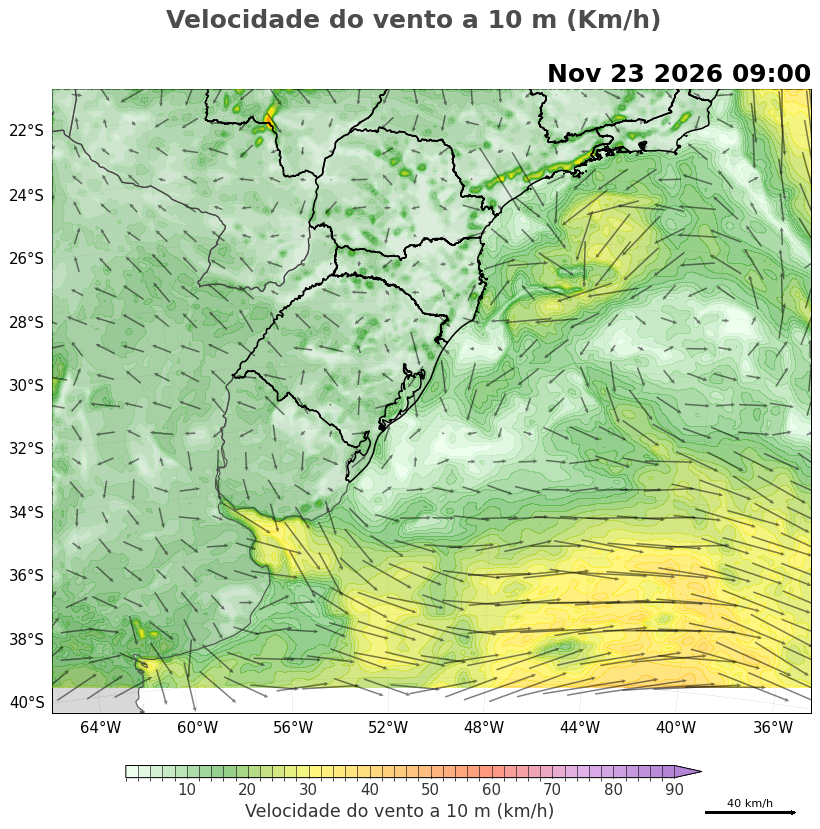 Velocidade do vento a 10 m (Km/h)
Nov 23 2026 09:00
22°S
24°S
26°S
28°S
30°S
32°S
34°S
36°S
38°S
40°S
64°W 60°W 56°W 52°W 48°W 44°W 40°W 36°W
10 20 30 40 50 60 70 80 90
Velocidade do vento a 10 m (km/h)
40 km/h